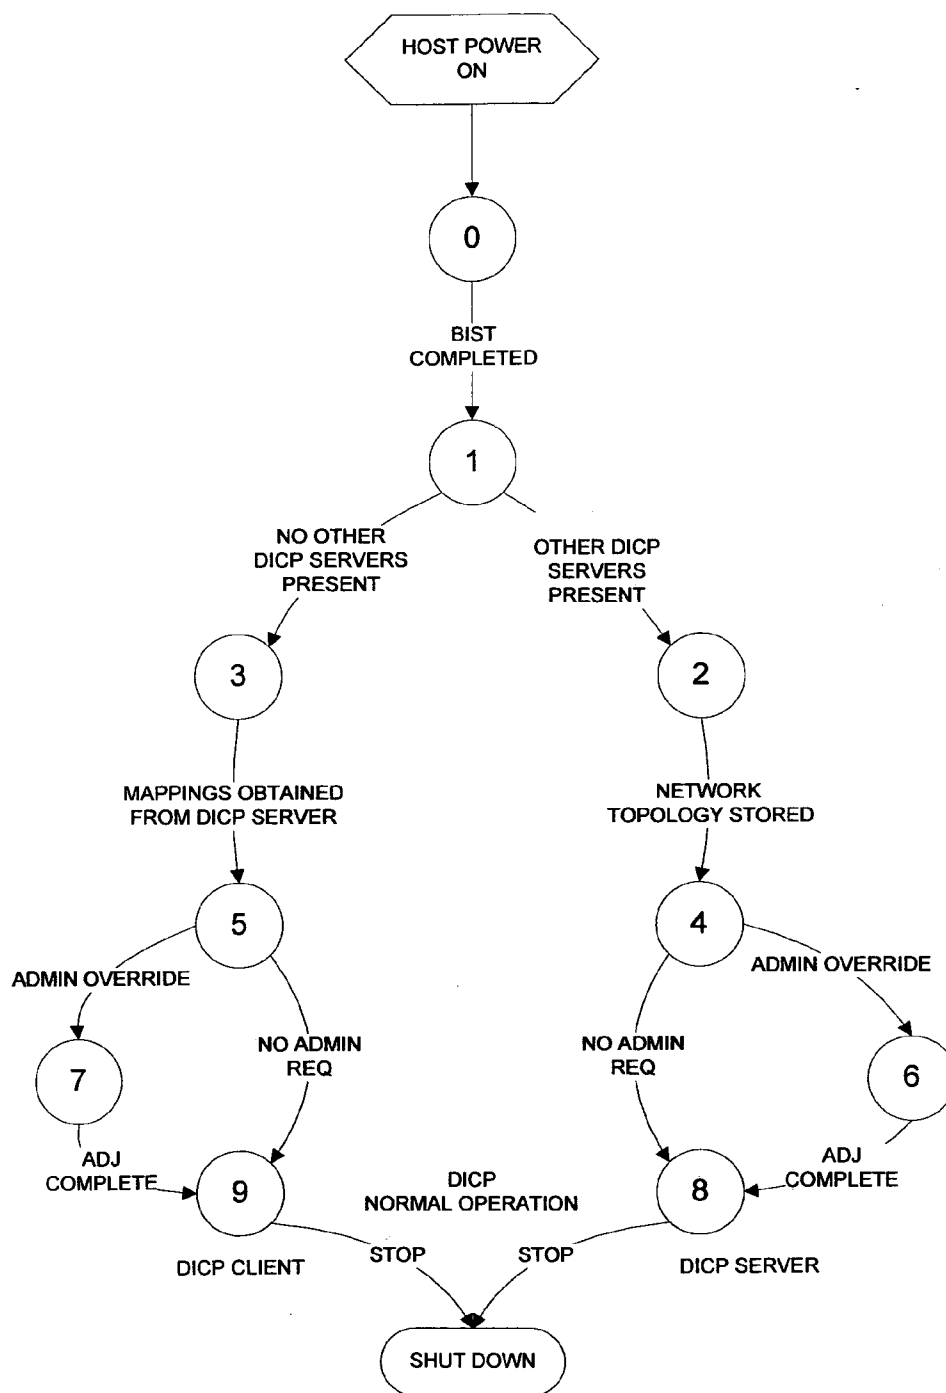 HOST POWER
ON
0
BIST
COMPLETED
1
NO OTHER
DICP SERVERS
PRESENT
OTHER DICP
SERVERS
PRESENT
3
2
MAPPINGS OBTAINED
FROM DICP SERVER
NETWORK
TOPOLOGY STORED
5
4
ADMIN OVERRIDE
ADMIN OVERRIDE
NO ADMIN
REQ
NO ADMIN
REQ
7
6
ADJ
COMPLETE
ADJ
COMPLETE
9
DICP
NORMAL OPERATION
8
STOP
STOP
DICP CLIENT
DICP SERVER
SHUT DOWN